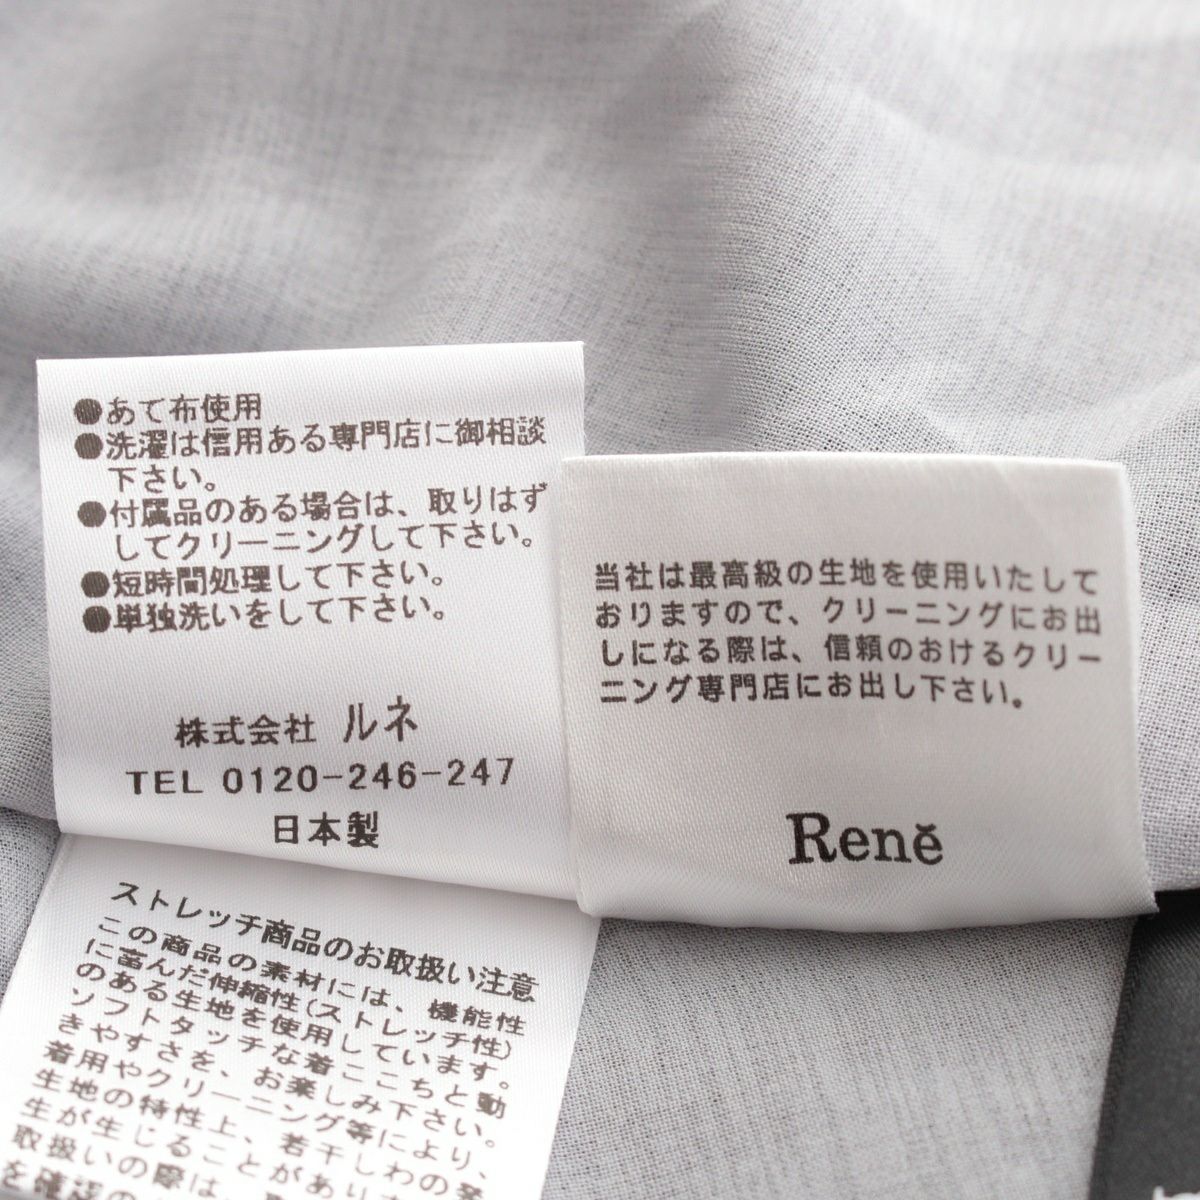 ●あて布使用
●洗濯は信用ある専門店に御相談
下さい。
●付属品のある場合は、取りはず
してクリーニングして下さい。
●短時間処理して下さい。
●単独洗いをして下さい。
株式会社 ルネ
TEL 0120-246-247
日本製
当社は最高級の生地を使用いたして
おりますので、クリーニングにお出
しになる際は、信頼のおけるクリー
ニング専門店にお出し下さい。
Renĕ
ストレッチ商品のお取扱い注意
この商品の素材には、機能性
に富んだ伸縮性(ストレッチ性)
のある生地を使用しています。
ソフトタッチな着ここちと動
きやすさを、お楽しみ下さい。
着用やクリーニング等により、
生地の特性上、若干しわの発
生が生じることがあります
取扱いの際は、
を確認の